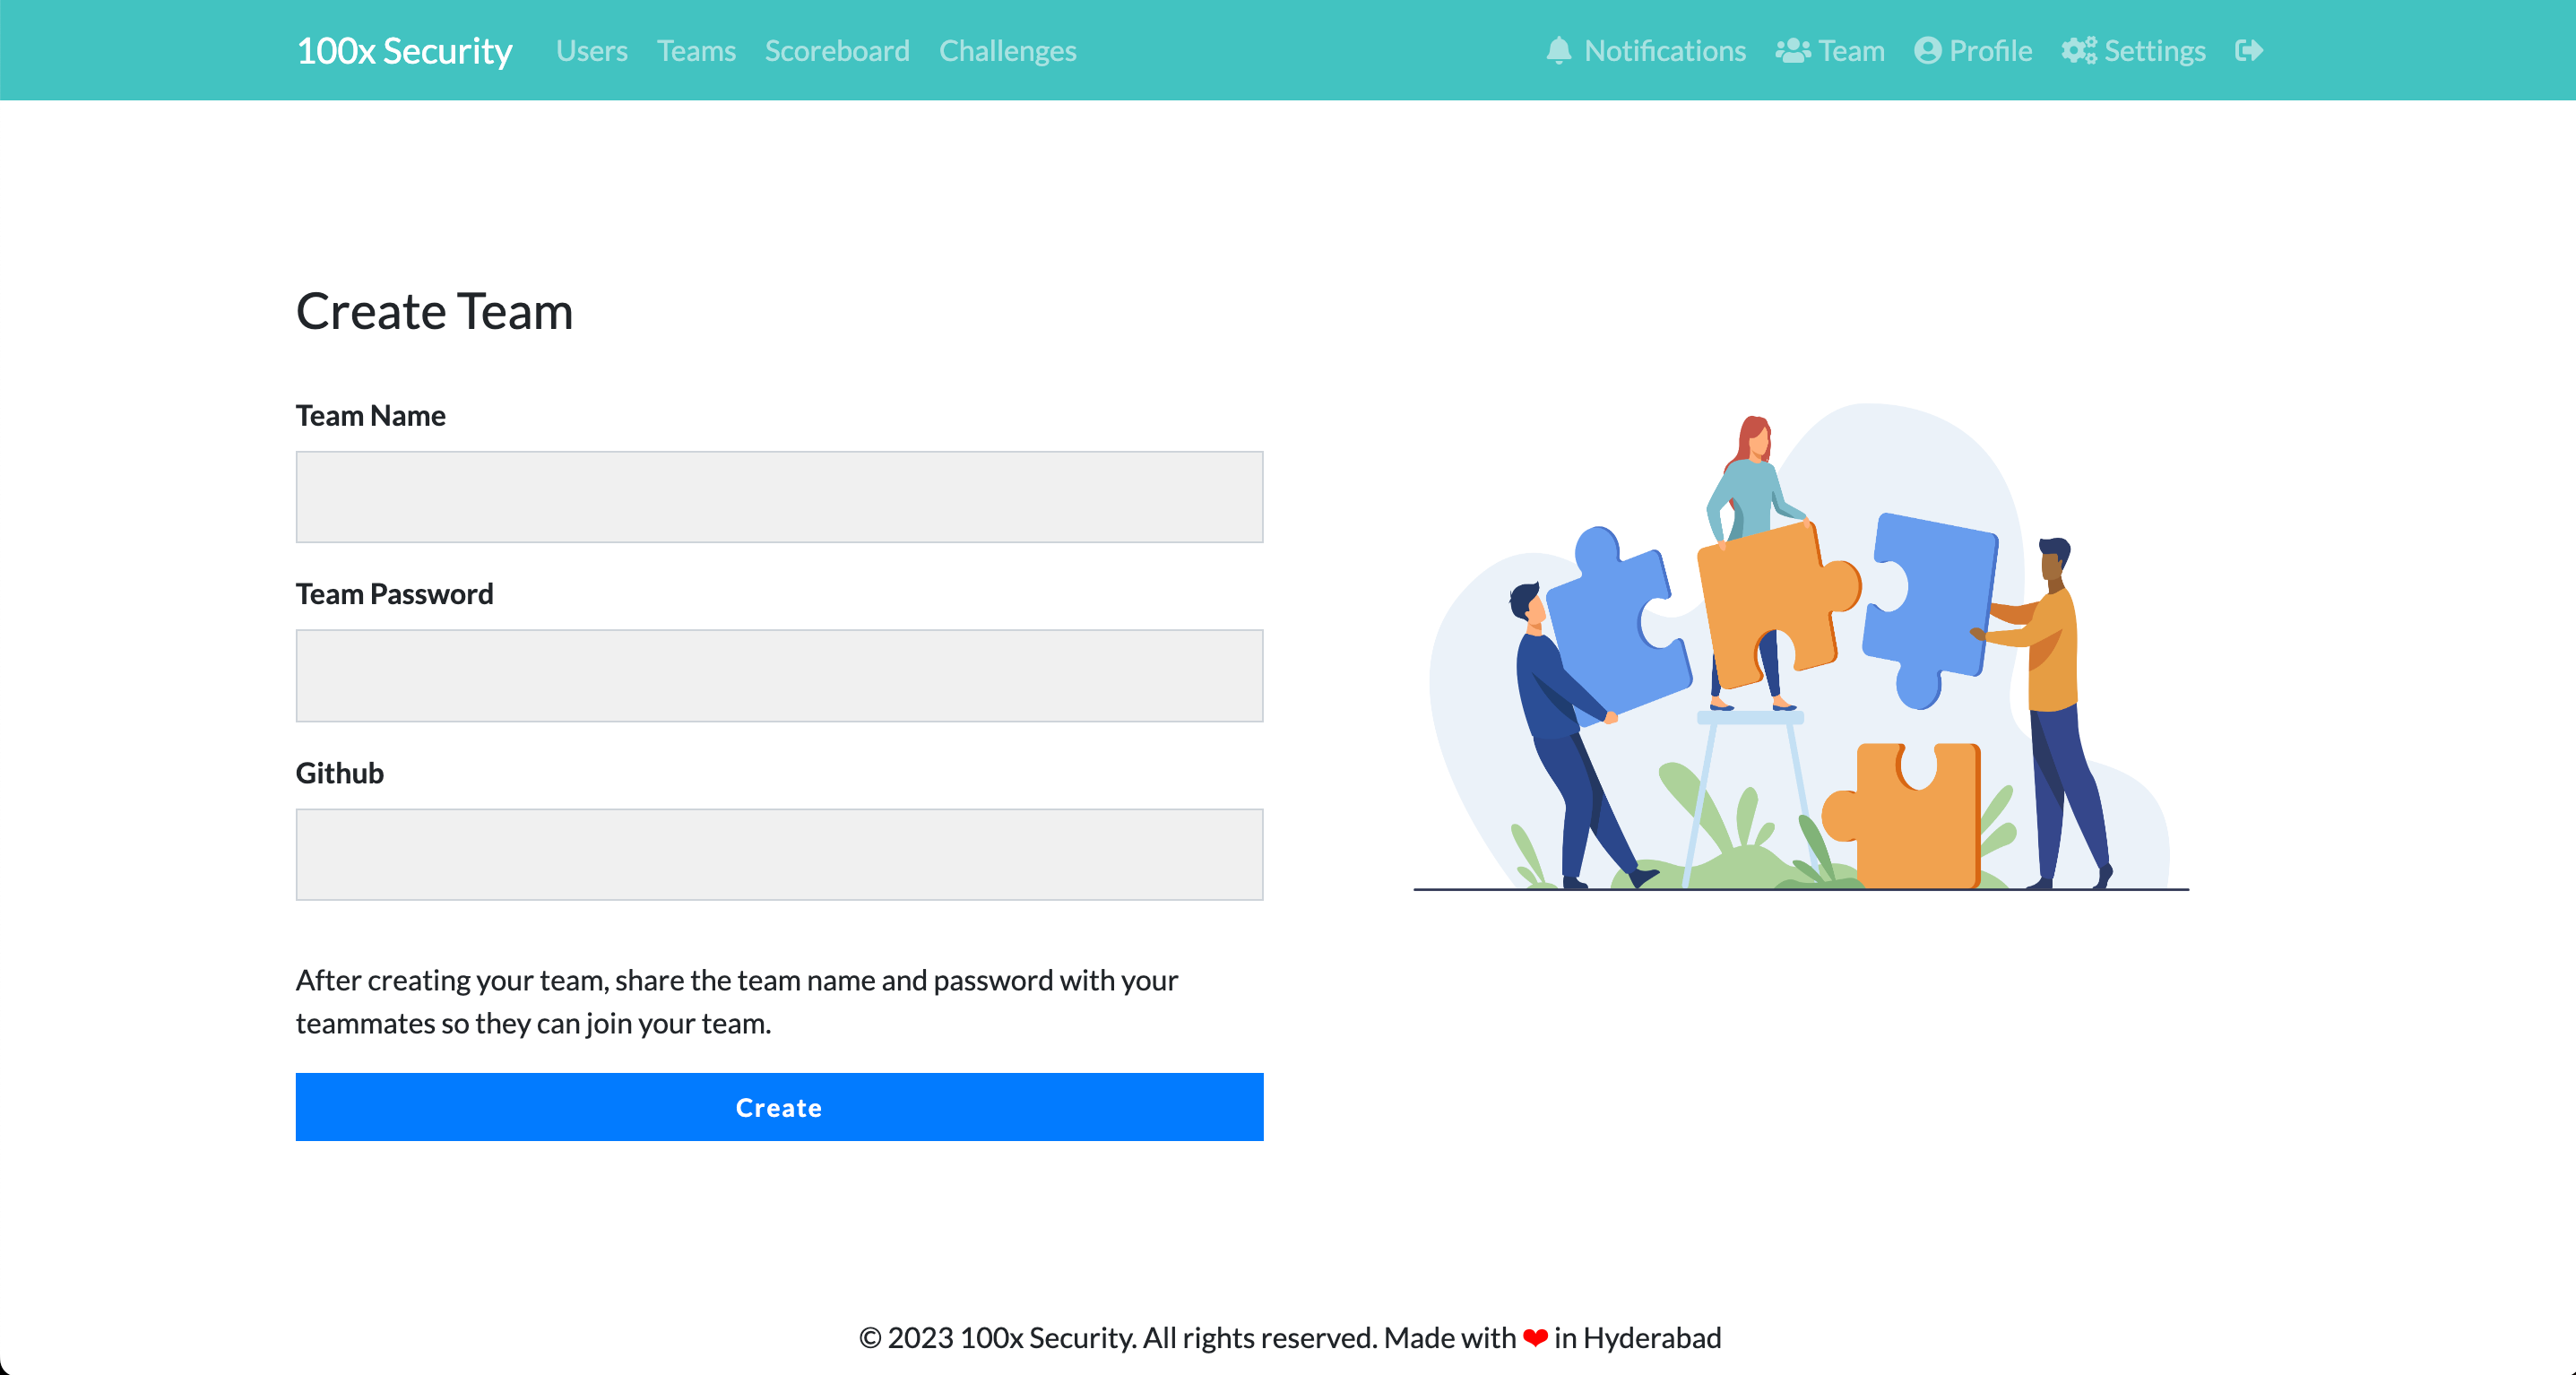 100x Security Users Teams Scoreboard Challenges Notifications Team Profile Settings
Create Team
Team Name
Team Password
Github
After creating your team, share the team name and password with your
teammates so they can join your team.
Create
© 2023 100x Security. All rights reserved. Made with ❤ in Hyderabad